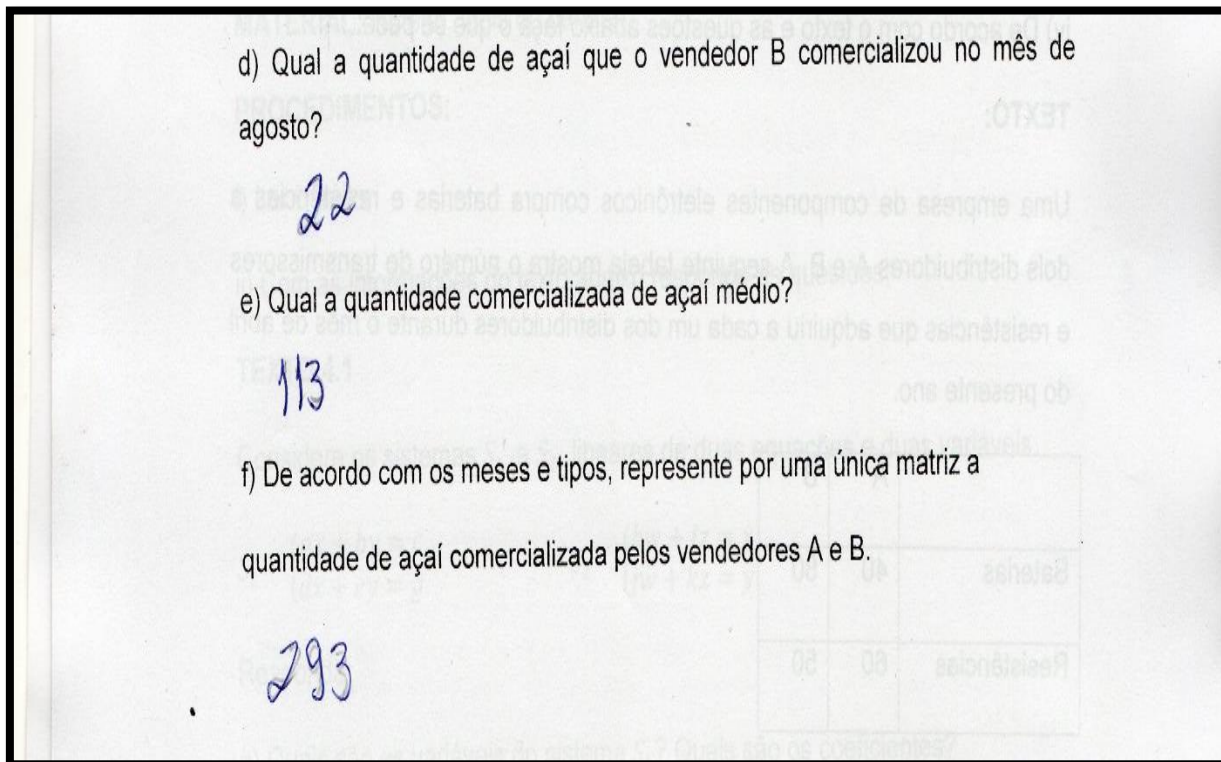 d) Qual a quantidade de açaí que o vendedor B comercializou no mês de
agosto?
22
e) Qual a quantidade comercializada de açaí médio?
113
f) De acordo com os meses e tipos, represente por uma única matriz a
quantidade de açaí comercializada pelos vendedores A e B.
293